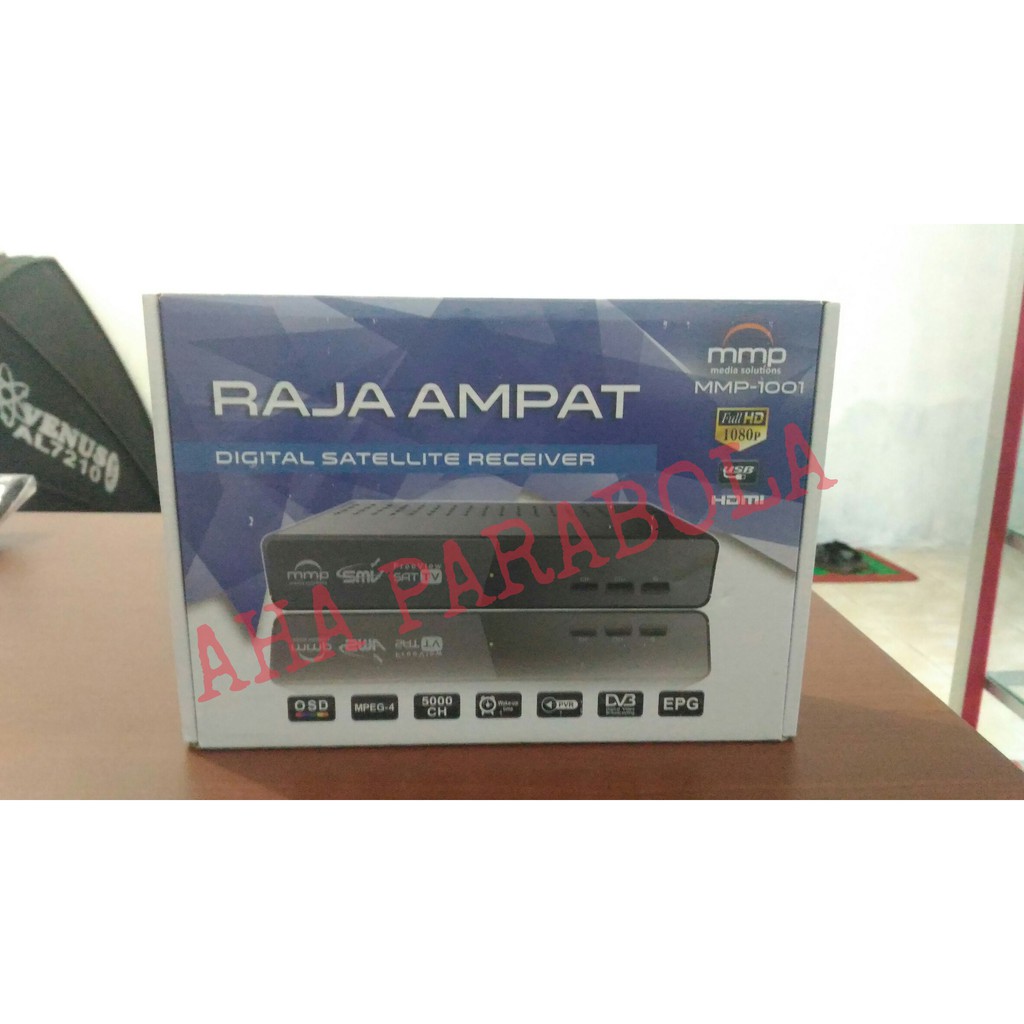 mmp
media solutions
MMP-1001
RAJA AMPAT
DIGITAL SATELLITE RECEIVER
Full HD
1080P
USB
HDMI
VENUS
AL7210
mmp
SMV
FreeView
SAT TV
AHA PARABOLA
OSD
MPEG-4
5000
CH
PVR
DVB
EPG